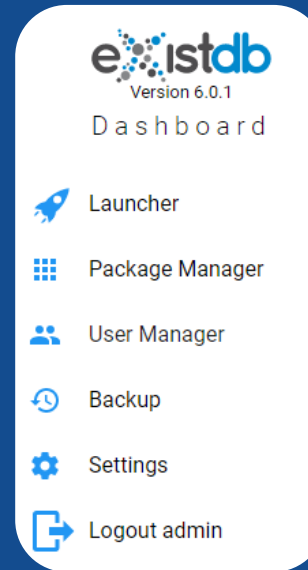 existdb
Version 6.0.1
Dashboard
Launcher
Package Manager
User Manager
Backup
Settings
Logout admin